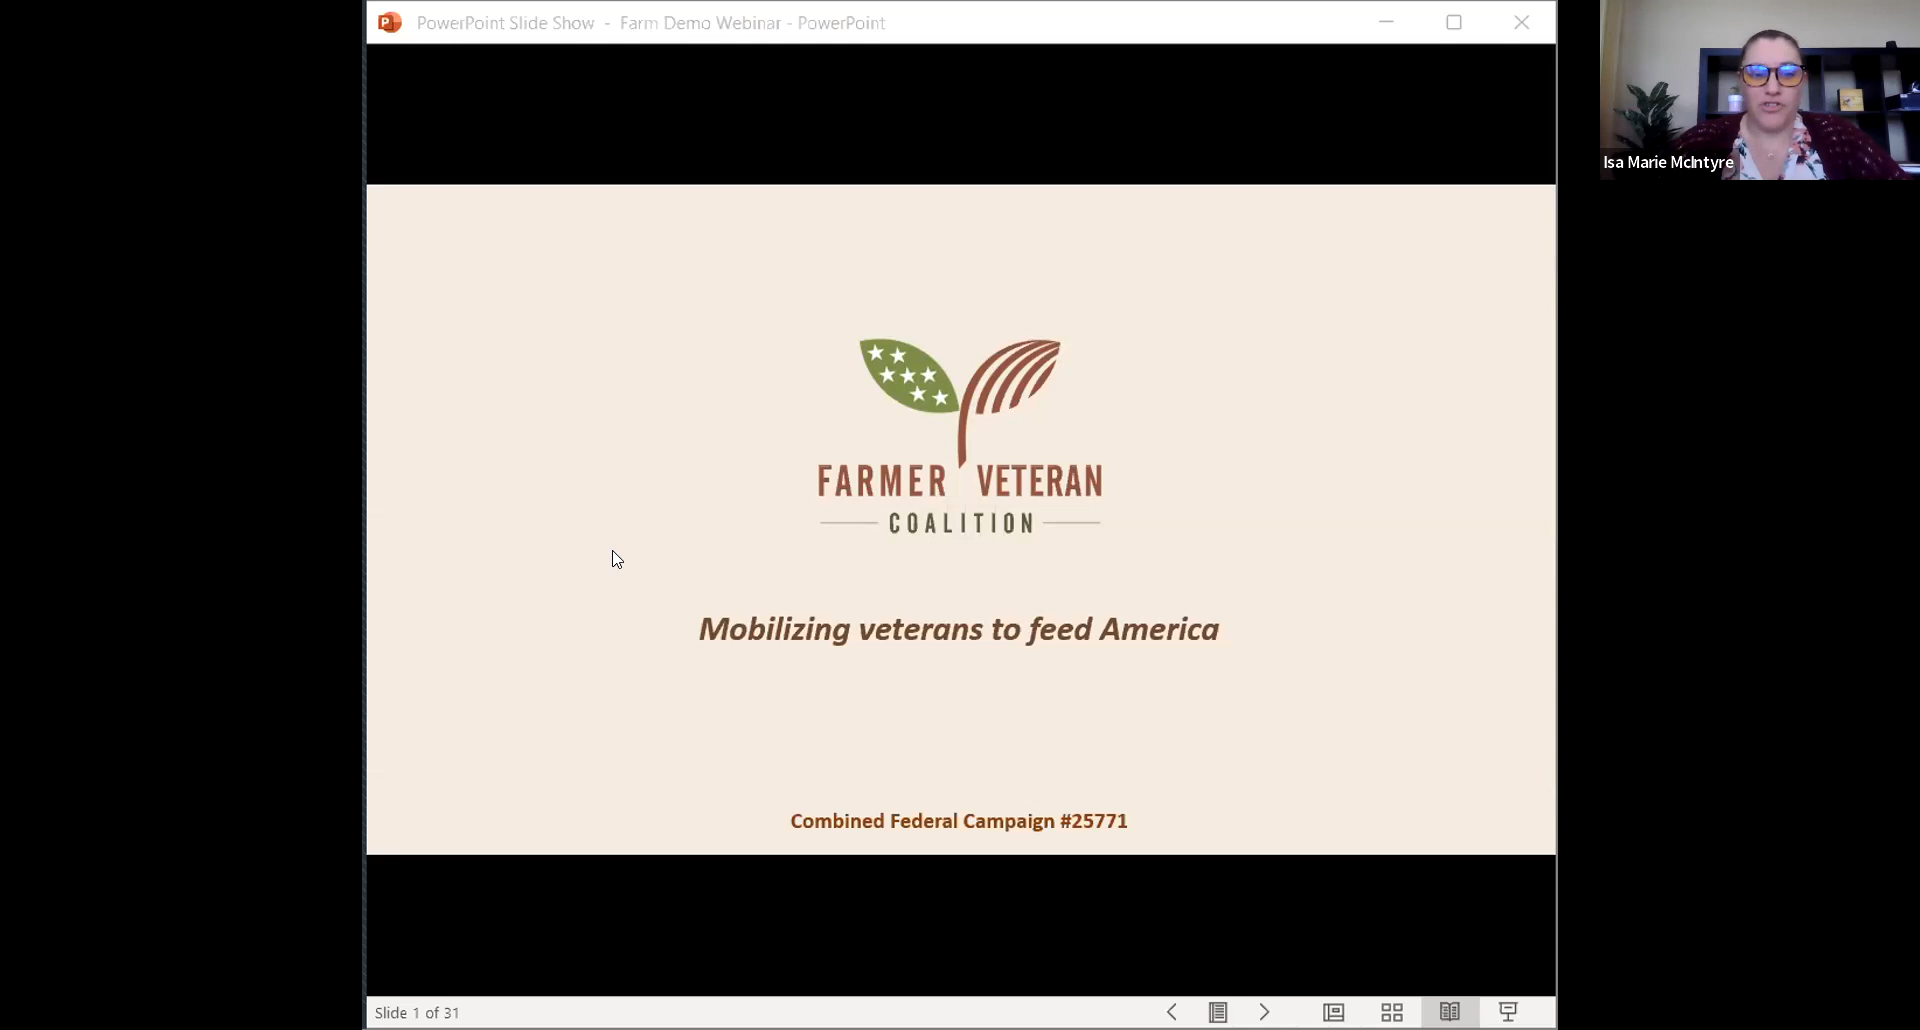 PowerPoint Slide Show - Farm Demo Webinar - PowerPoint
Isa Marie McIntyre
FARMER VETERAN
COALITION
Mobilizing veterans to feed America
Combined Federal Campaign #25771
Slide 1 of 31